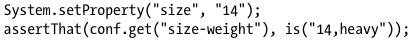 System.setProperty("size", "14");
assertThat(conf.get("size-weight"), is("14,heavy"));